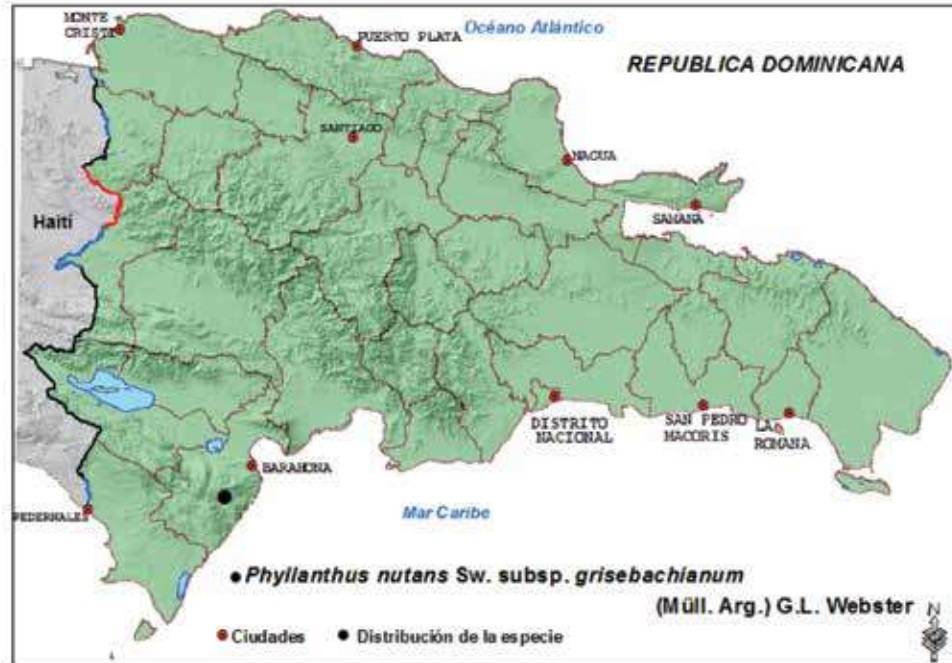 MONTE
CRISTI
Océano Atlántico
PUERTO PLATA
REPUBLICA DOMINICANA
SANTIAGO
NAGUA
SAMANA
Haití
DISTRITO
NACIONAL
SAN PEDRO
MACORIS
LA
ROMANA
BARAHONA
PEDERNALES
Mar Caribe
Phyllanthus nutans Sw. subsp. grisebachianum
(Müll. Arg.) G.L. Webster
N
Ciudades
Distribución de la especie